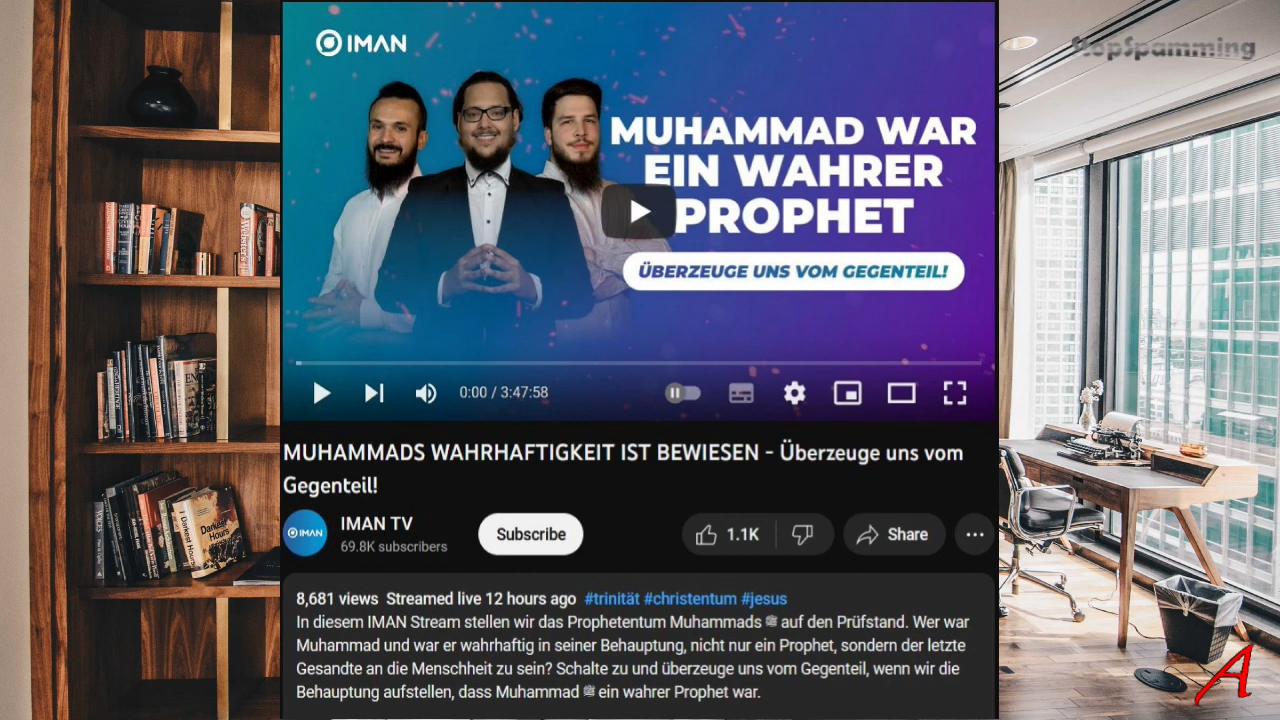 StopSpamming
IMAN
MUHAMMAD WAR
EIN WAHRER
PROPHET
ÜBERZEUGE UNS VOM GEGENTEIL!
0:00 / 3:47:58
MUHAMMADS WAHRHAFTIGKEIT IST BEWIESEN - Überzeuge uns vom
Gegenteil!
IMAN
IMAN TV
69.8K subscribers
Subscribe
1.1K
Share
8,681 views Streamed live 12 hours ago #trinität #christentum #jesus
In diesem IMAN Stream stellen wir das Prophetentum Muhammads ﷺ auf den Prüfstand. Wer war
Muhammad und war er wahrhaftig in seiner Behauptung, nicht nur ein Prophet, sondern der letzte
Gesandte an die Menschheit zu sein? Schalte zu und überzeuge uns vom Gegenteil, wenn wir die
Behauptung aufstellen, dass Muhammad ﷺ ein wahrer Prophet war.
Darkest
Hours
A